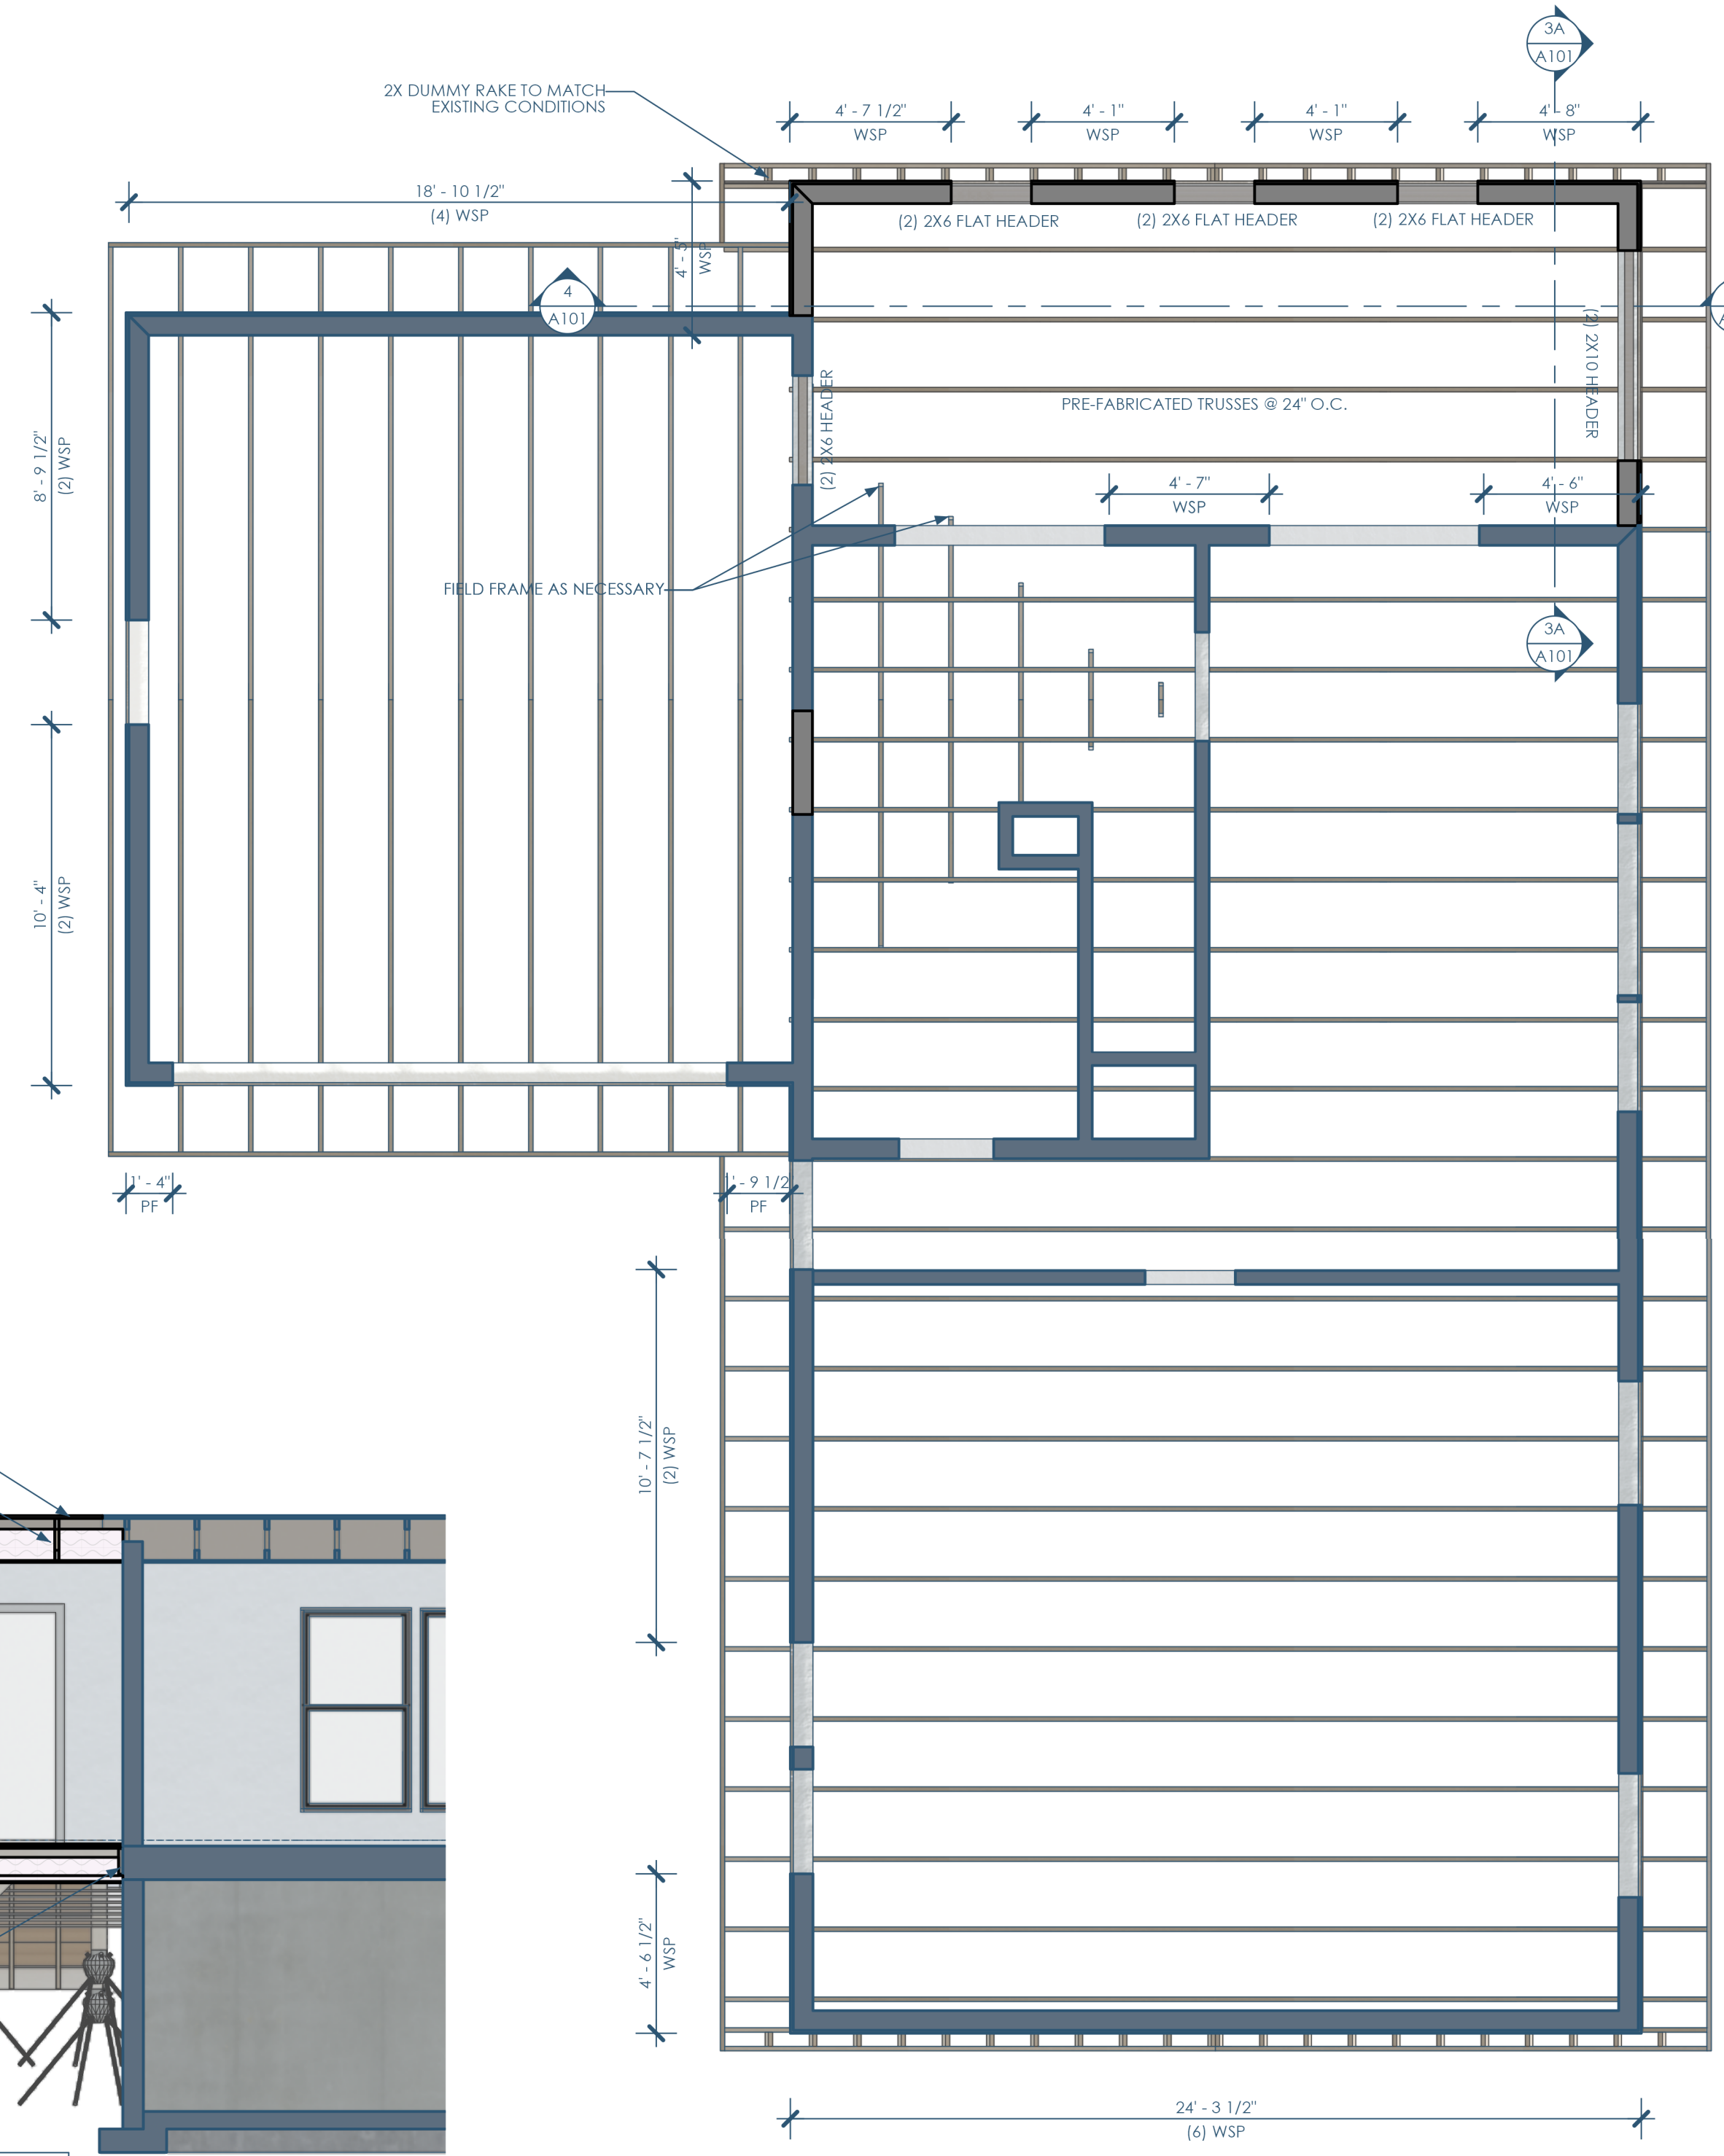 3A
A101
2X DUMMY RAKE TO MATCH
EXISTING CONDITIONS
4' - 7 1/2"
WSP
4' - 1"
WSP
4' - 1"
WSP
4' - 8"
WSP
18' - 10 1/2"
(4) WSP
(2) 2X6 FLAT HEADER
(2) 2X6 FLAT HEADER
(2) 2X6 FLAT HEADER
4' - 5"
WSP
4
A101
(2) 2X10 HEADER
(2) 2X6 HEADER
PRE-FABRICATED TRUSSES @ 24" O.C.
8' - 9 1/2"
(2) WSP
4' - 7"
WSP
4' - 6"
WSP
FIELD FRAME AS NECESSARY
3A
A101
10' - 4"
(2) WSP
1' - 4"
PF
' - 9 1/2
PF
10' - 7 1/2"
(2) WSP
4' - 6 1/2"
WSP
24' - 3 1/2"
(6) WSP